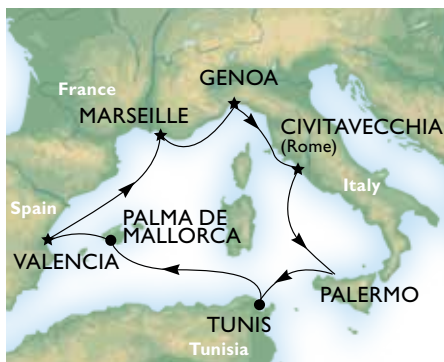 GENOA
France
MARSEILLE
CIVITAVECCHIA
(Rome)
Italy
Spain
PALMA DE
MALLORCA
VALENCIA
PALERMO
TUNIS
Tunisia